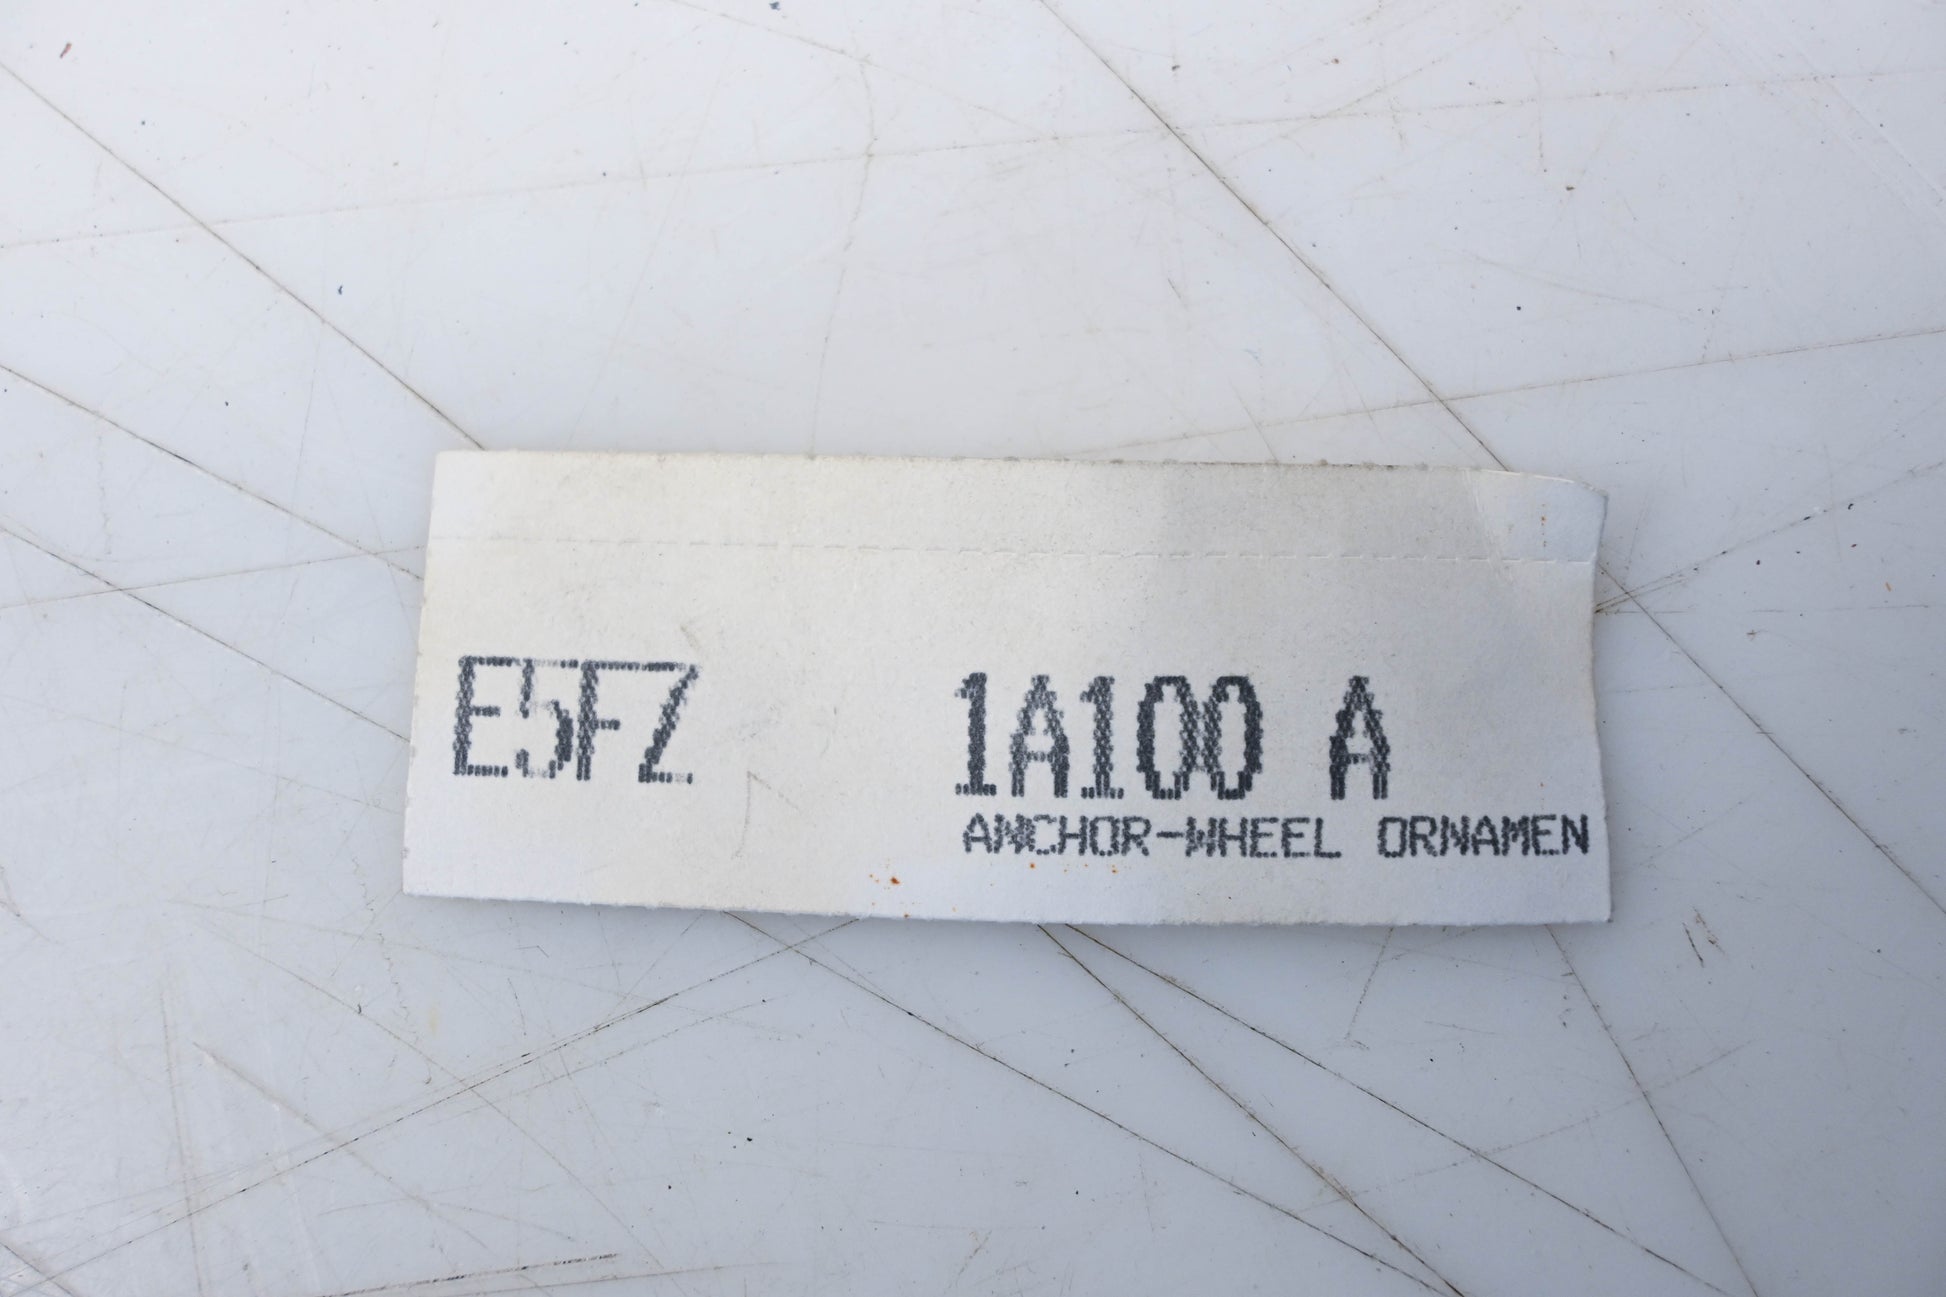 E5FZ 1A100 A
ANCHOR-WHEEL ORNAMEN